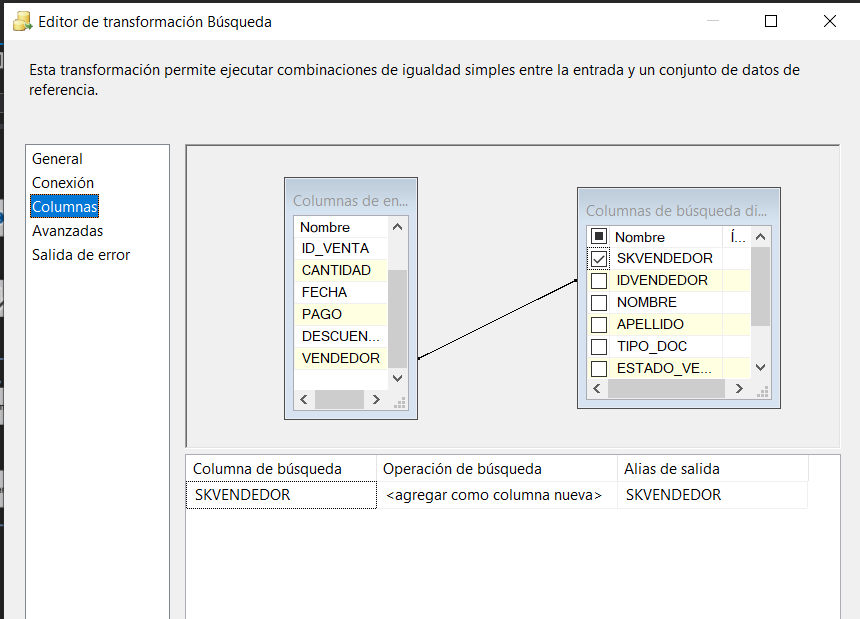 Editor de transformación Búsqueda
Esta transformación permite ejecutar combinaciones de igualdad simples entre la entrada y un conjunto de datos de
referencia.
General
Conexión
Columnas
Avanzadas
Salida de error
Columnas de en...
Nombre
ID_VENTA
CANTIDAD
FECHA
PAGO
DESCUEN...
VENDEDOR
Columnas de búsqueda di...
Nombre Í...
SKVENDEDOR
IDVENDEDOR
NOMBRE
APELLIDO
TIPO_DOC
ESTADO_VE...
Columna de búsqueda Operación de búsqueda Alias de salida
SKVENDEDOR <agregar como columna nueva> SKVENDEDOR